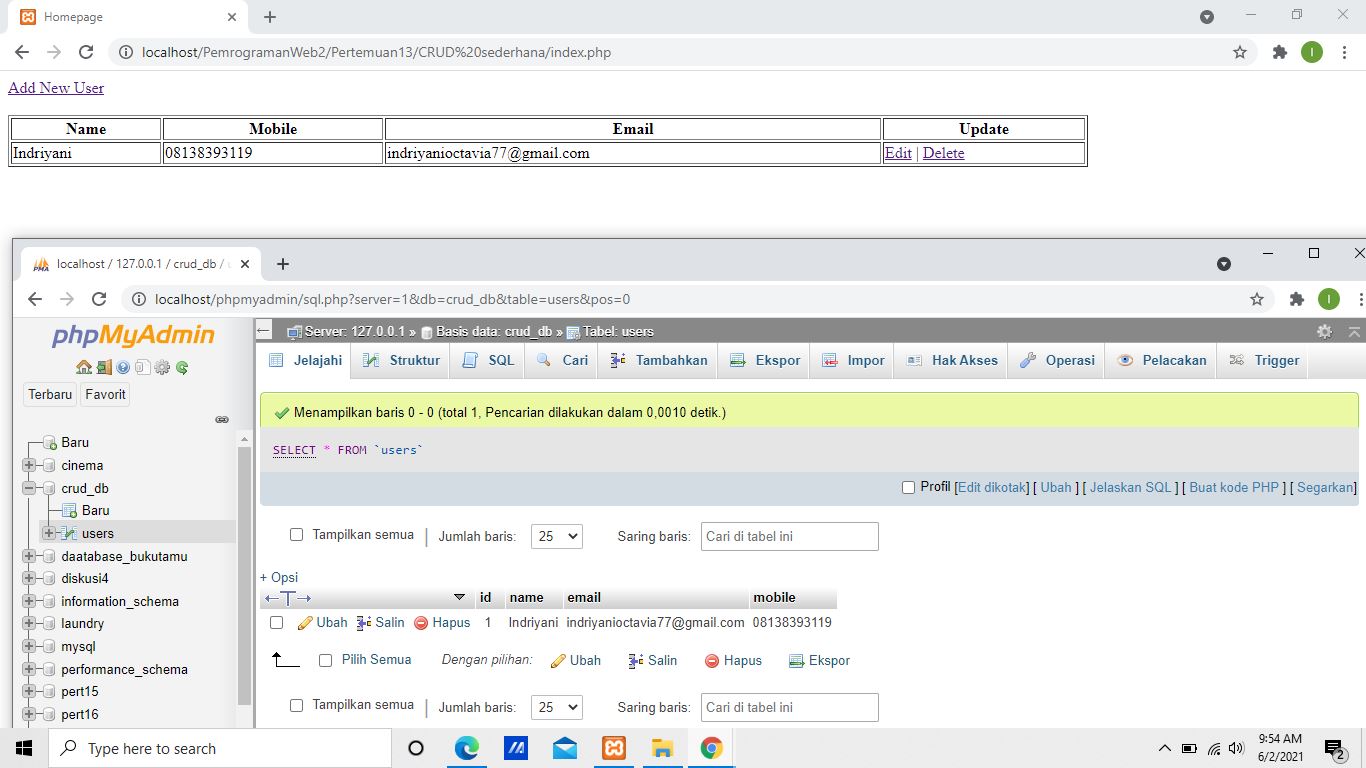 Homepage
localhost/PemrogramanWeb2/Pertemuan13/CRUD%20sederhana/index.php
I
Add New User
Name Mobile Email Update
Indriyani 08138393119 indriyanioctavia77@gmail.com Edit | Delete
PMA localhost / 127.0.0.1 / crud_db /
localhost/phpmyadmin/sql.php?server=1&db=crud_db&table=users&pos=0
I
phpMyAdmin
Terbaru Favorit
Baru
cinema
crud_db
Baru
users
daatabase_bukutamu
diskusi4
information_schema
laundry
mysql
performance_schema
pert15
pert16
Server: 127.0.0.1 » Basis data: crud_db » Tabel: users
Jelajahi Struktur SQL Cari Tambahkan Ekspor Impor Hak Akses Operasi Pelacakan Trigger
Menampilkan baris 0 - 0 (total 1, Pencarian dilakukan dalam 0,0010 detik.)
SELECT * FROM `users`
Profil [Edit dikotak] [ Ubah ] [ Jelaskan SQL ] [ Buat kode PHP ] [ Segarkan]
Tampilkan semua | Jumlah baris: 25 Saring baris: Cari di tabel ini
+ Opsi
←T→ id name email mobile
Ubah Salin Hapus 1 Indriyani indriyanioctavia77@gmail.com 08138393119
Pilih Semua Dengan pilihan: Ubah Salin Hapus Ekspor
Tampilkan semua | Jumlah baris: 25 Saring baris: Cari di tabel ini
Type here to search
9:54 AM
6/2/2021
2